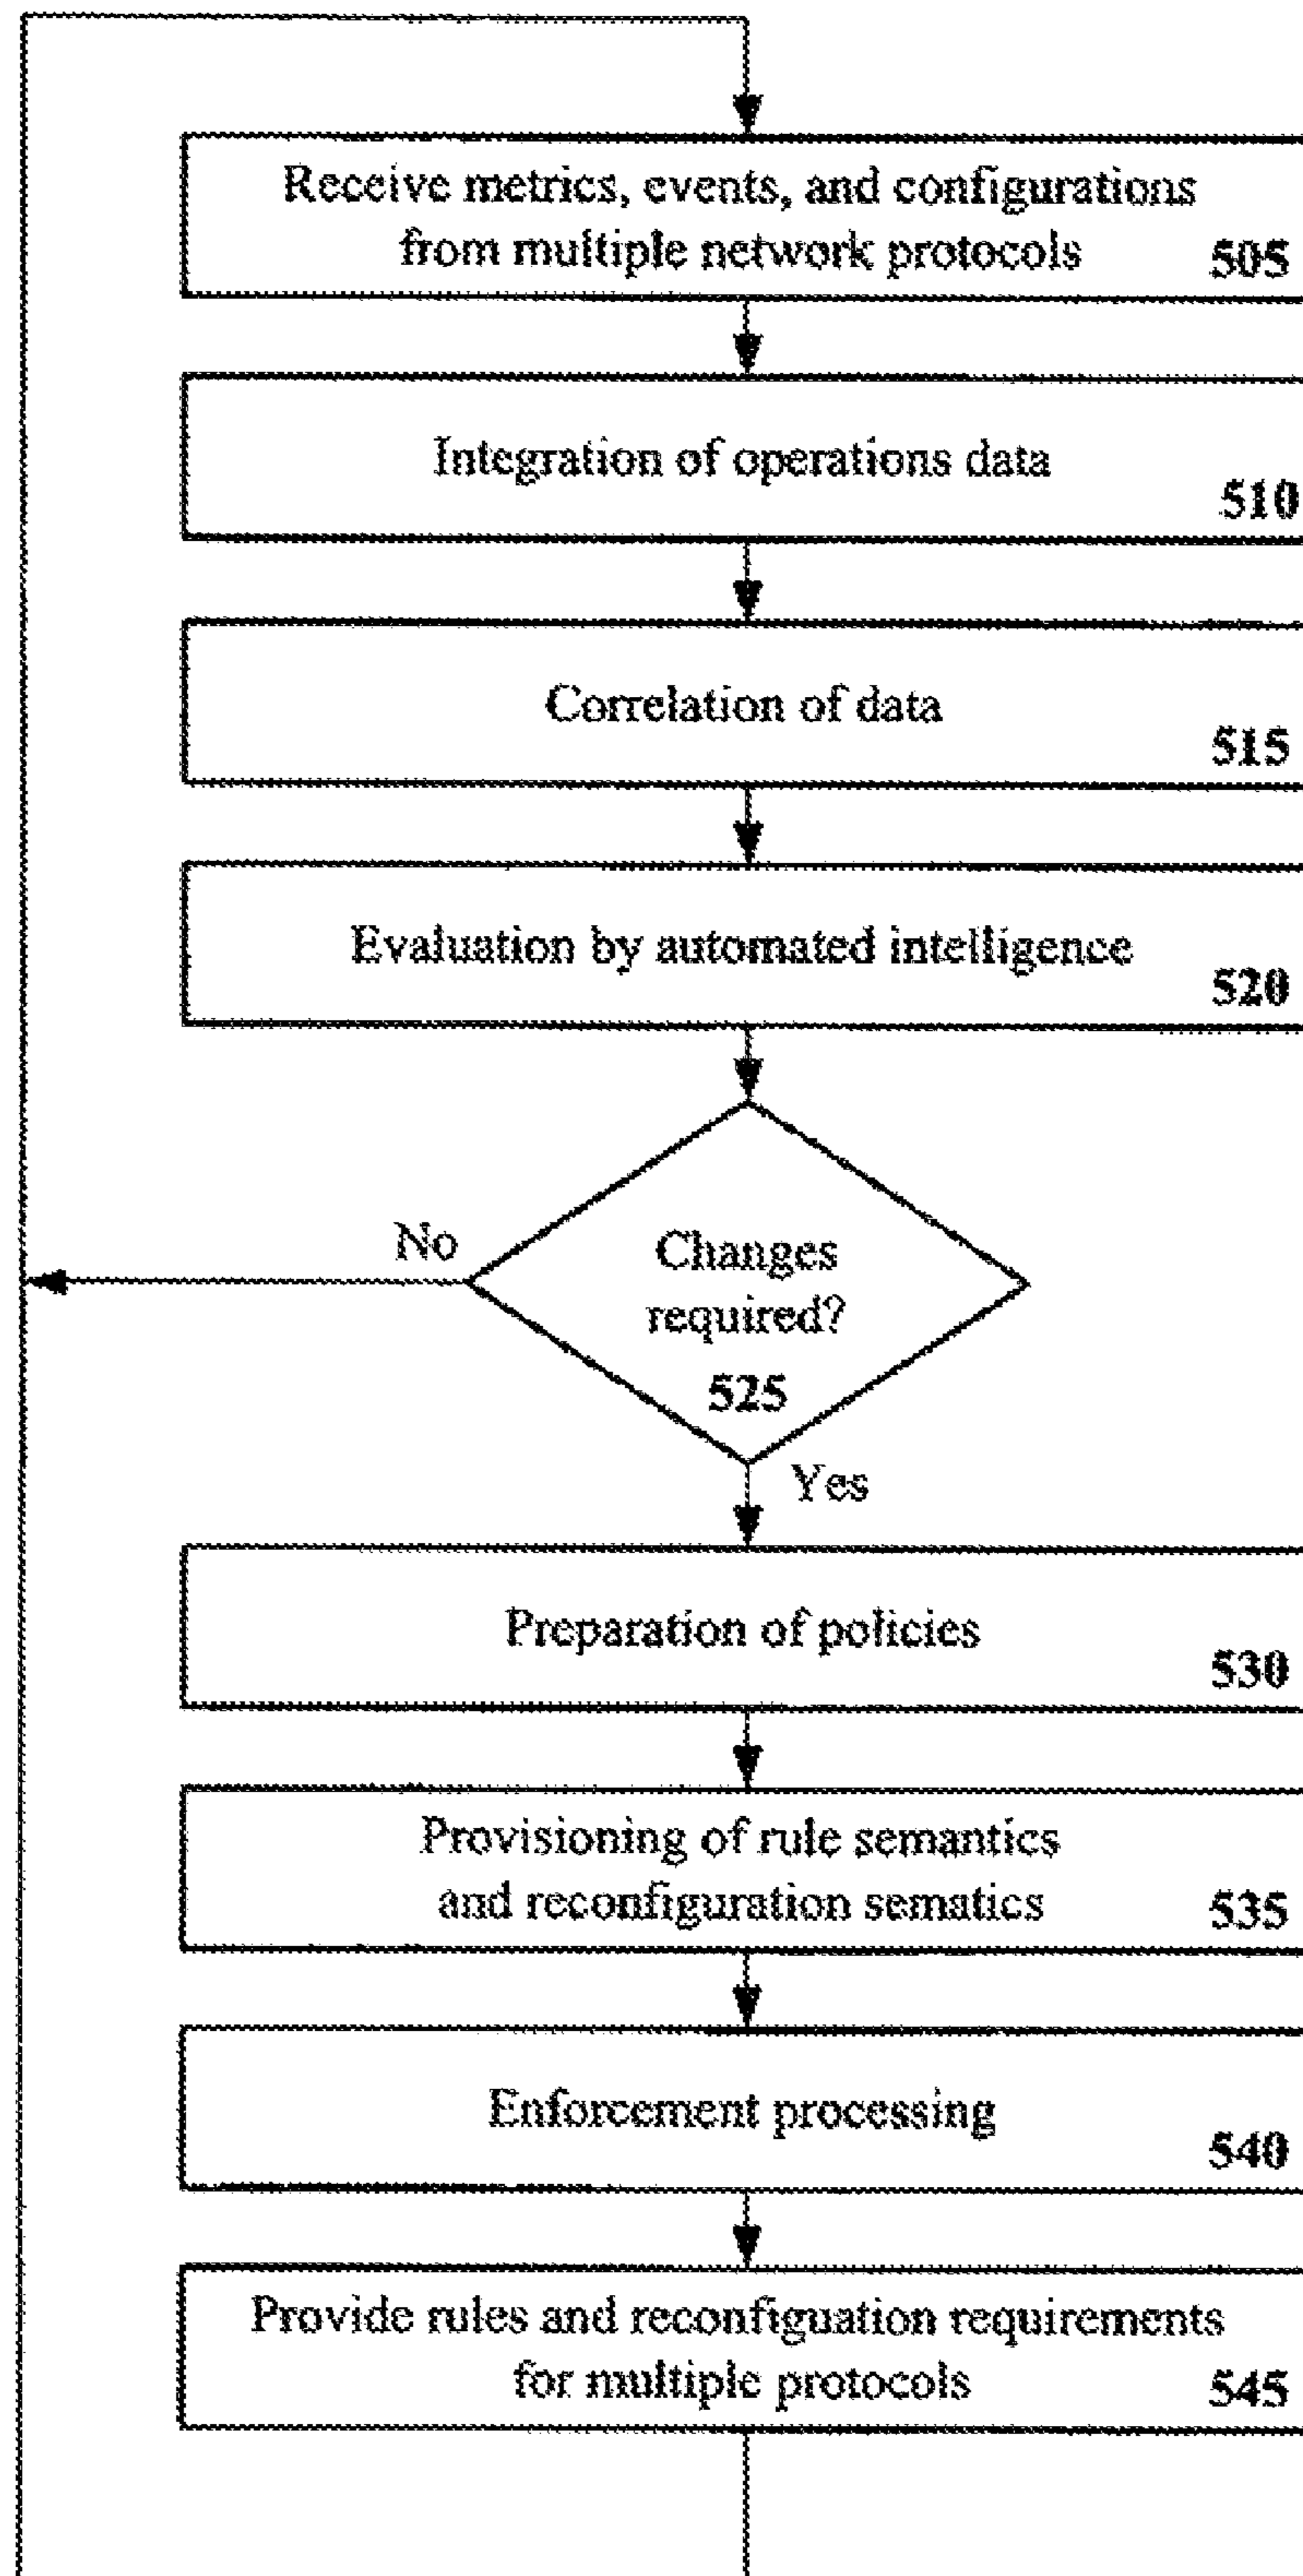 Receive metrics, events, and configurations
from multiple network protocols 505
Integration of operations data
510
Correlation of data
515
Evaluation by automated intelligence
520
No
Changes
required?
525
Yes
Preparation of policies
530
Provisioning of rule semantics
and reconfiguration sematics 535
Enforcement processing
540
Provide rules and reconfiguation requirements
for multiple protocols 545